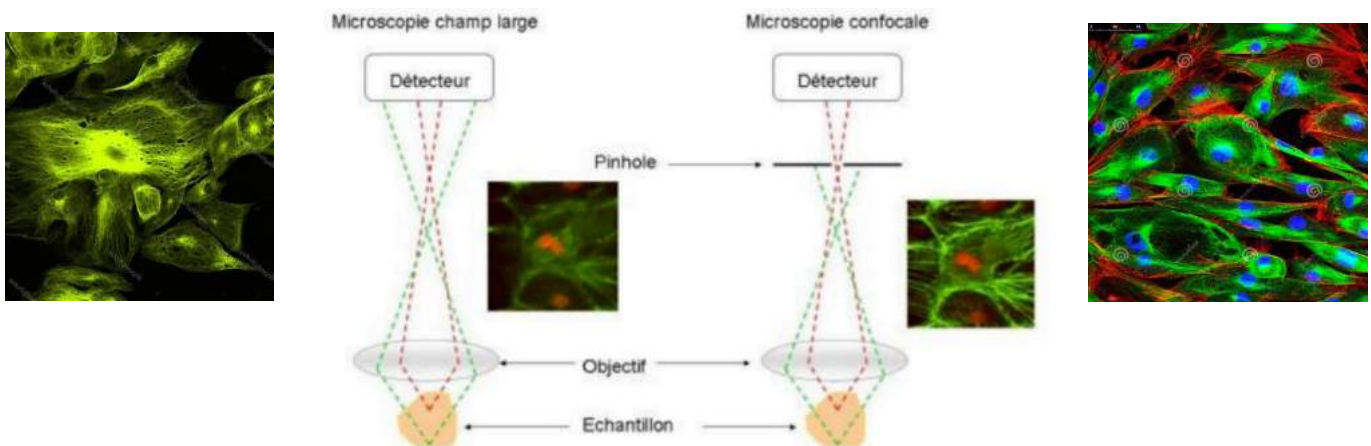 Microscopie champ large
Microscopie confocale
Détecteur
Détecteur
Pinhole
Objectif
Echantillon